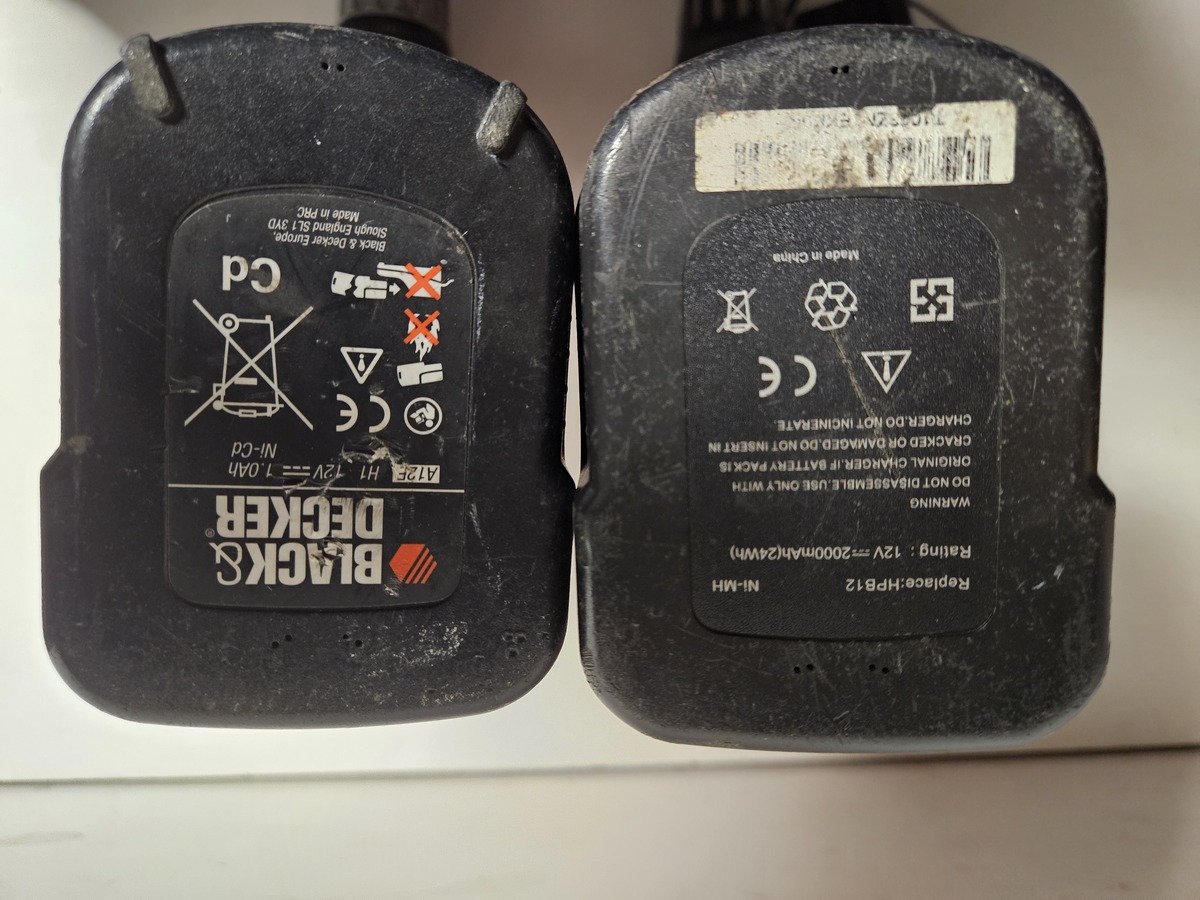 BLACK&
DECKER®
A12E H1 12V⎓1.0Ah
Ni-Cd
CE
Cd
Black & Decker Europe,
Slough England SL1 3YD
Made in PRC
Replace:HPB12 Ni-MH
Rating : 12V⎓2000mAh(24Wh)
WARNING
DO NOT DISASSEMBLE.USE ONLY WITH
ORIGINAL CHARGER.IF BATTERY PACK IS
CRACKED OR DAMAGED.DO NOT INSERT IN
CHARGER.DO NOT INCINERATE.
CE
Made in China